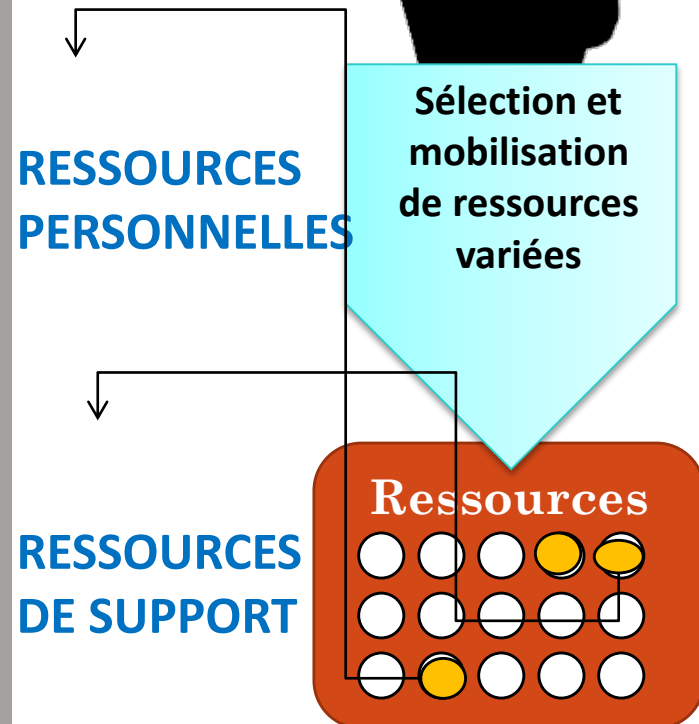 Sélection et
mobilisation
de ressources
variées
RESSOURCES
PERSONNELLES
Ressources
RESSOURCES
DE SUPPORT